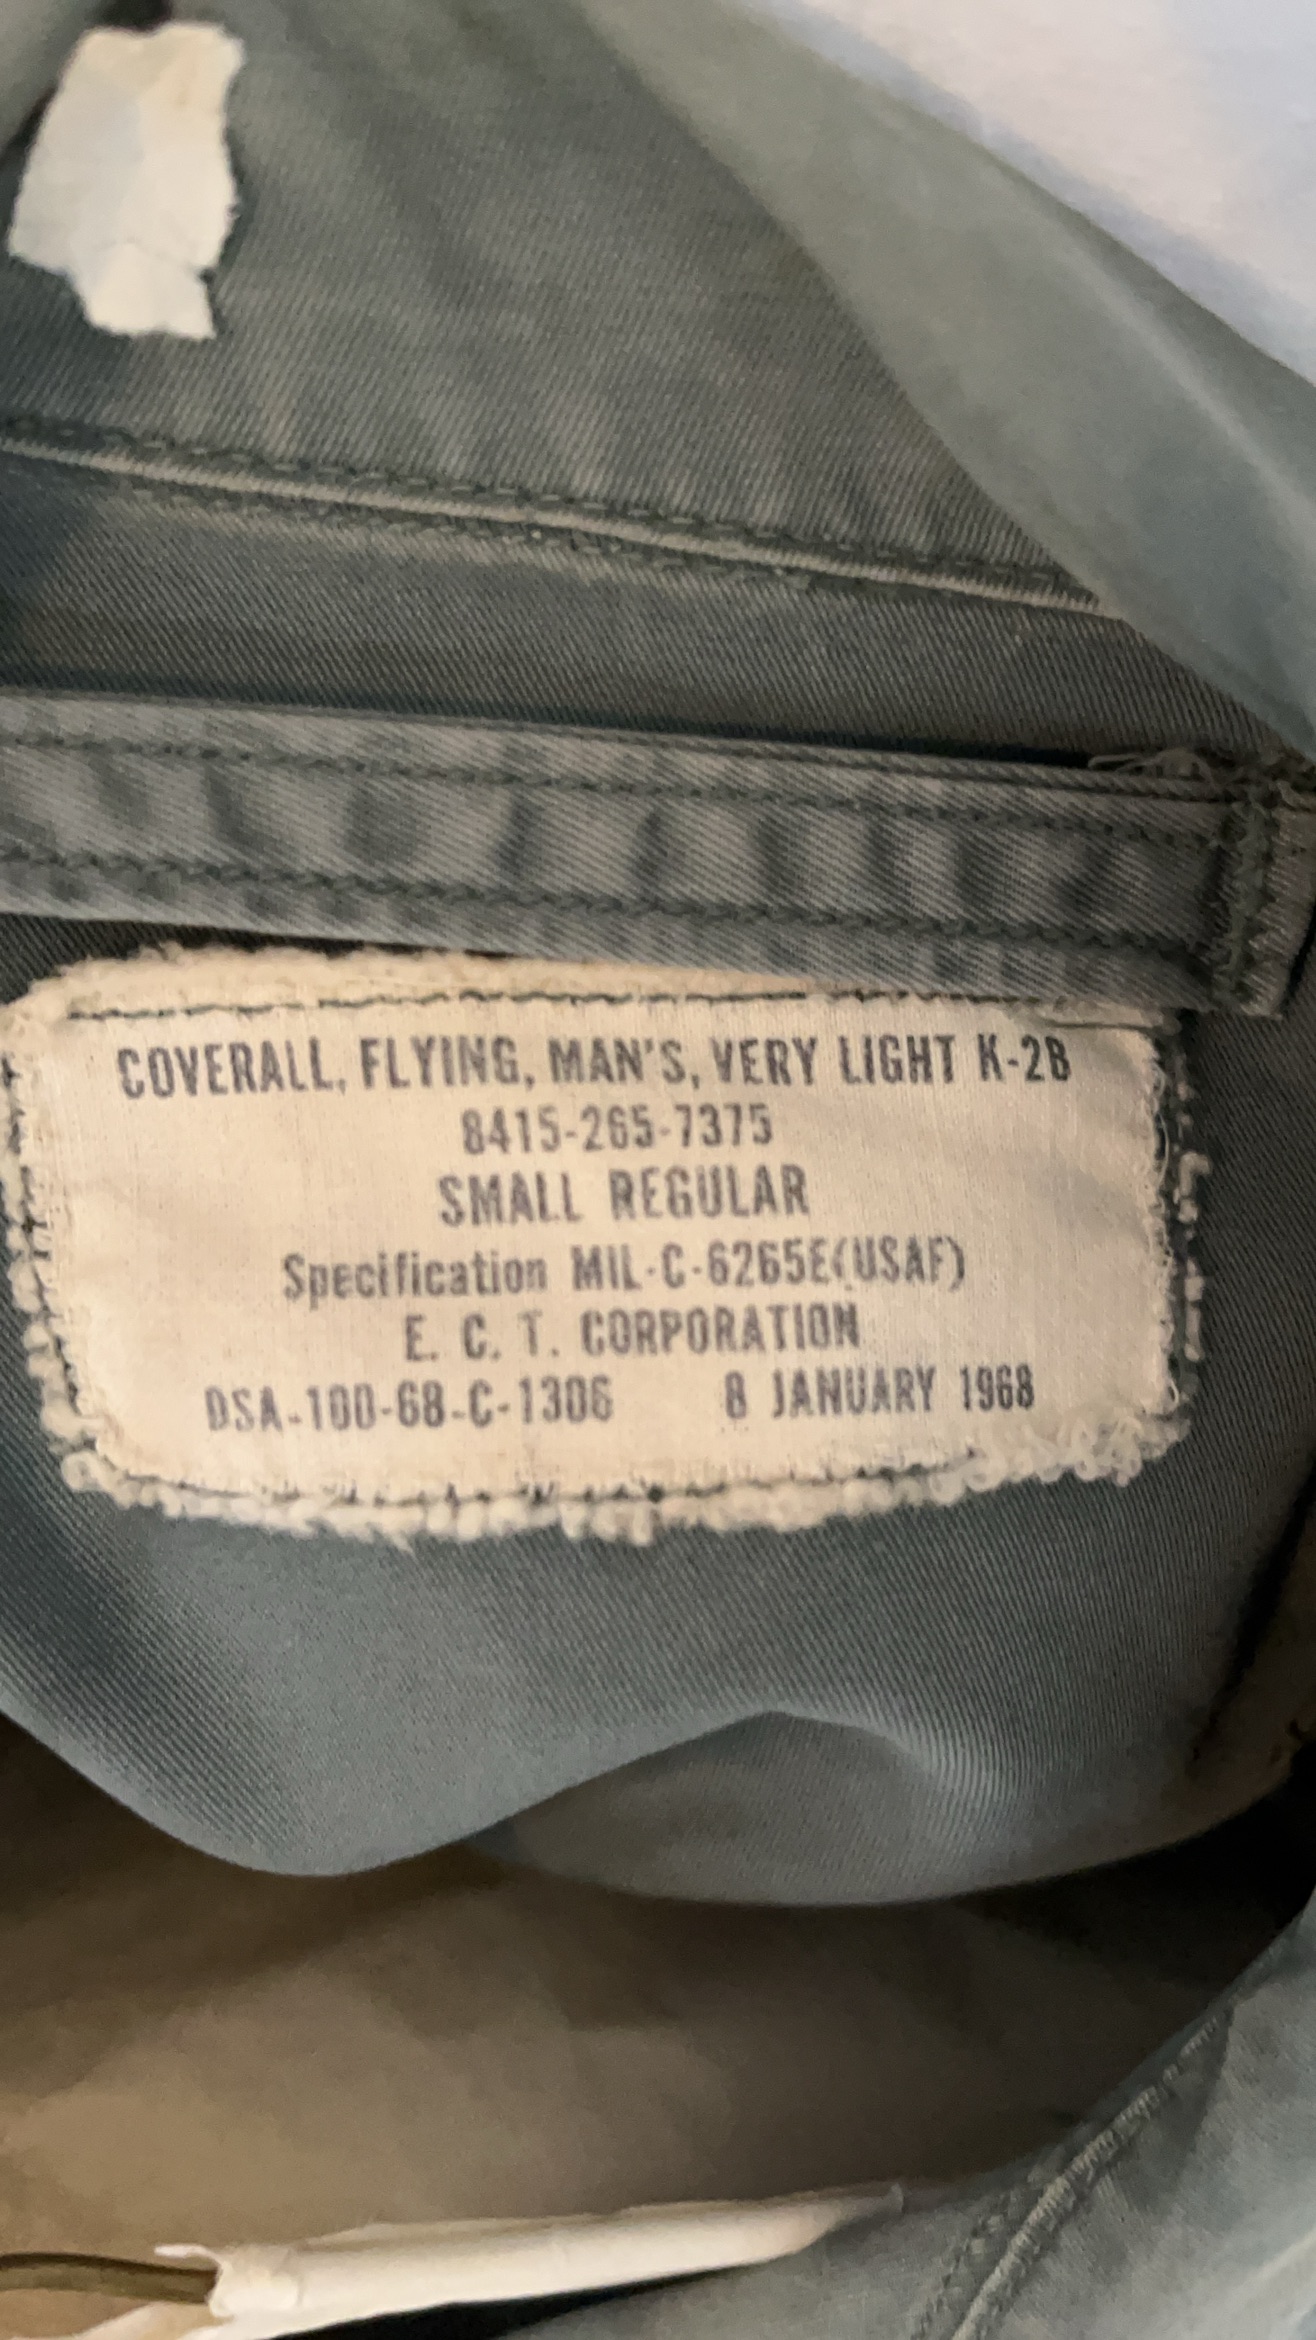 COVERALL, FLYING, MAN'S, VERY LIGHT K-2B
8415-265-7375
SMALL REGULAR
Specification MIL-C-6265E(USAF)
E. C. T. CORPORATION
DSA-100-68-C-1306 8 JANUARY 1968